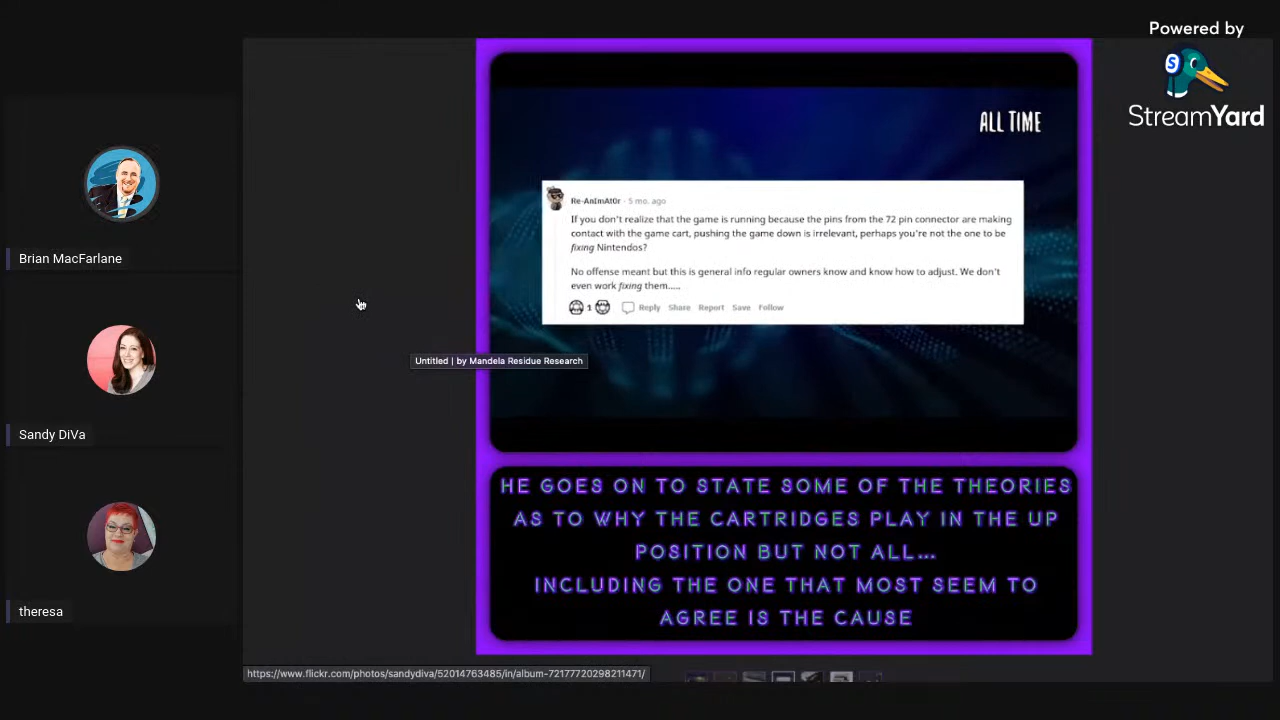 Powered by
StreamYard
Brian MacFarlane
Sandy DiVa
theresa
ALL TIME
Re-AnImAt0r · 5 mo. ago
If you don't realize that the game is running because the pins from the 72 pin connector are making
contact with the game cart, pushing the game down is irrelevant, perhaps you're not the one to be
fixing Nintendos?
No offense meant but this is general info regular owners know and know how to adjust. We don't
even work fixing them.....
1 Reply Share Report Save Follow
Untitled | by Mandela Residue Research
HE GOES ON TO STATE SOME OF THE THEORIES
AS TO WHY THE CARTRIDGES PLAY IN THE UP
POSITION BUT NOT ALL...
INCLUDING THE ONE THAT MOST SEEM TO
AGREE IS THE CAUSE
https://www.flickr.com/photos/sandydiva/52014763485/in/album-72177720298211471/